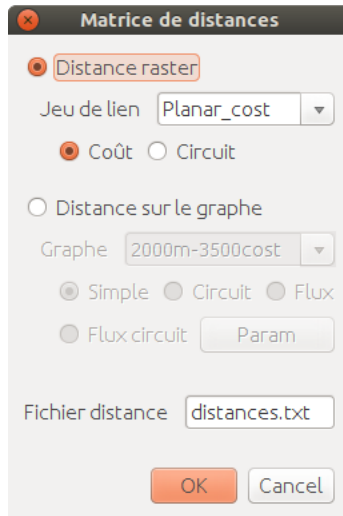 Matrice de distances
Distance raster
Jeu de lien Planar_cost
Coût Circuit
Distance sur le graphe
Graphe 2000m-3500cost
Simple Circuit Flux
Flux circuit Param
Fichier distance distances.txt
OK Cancel